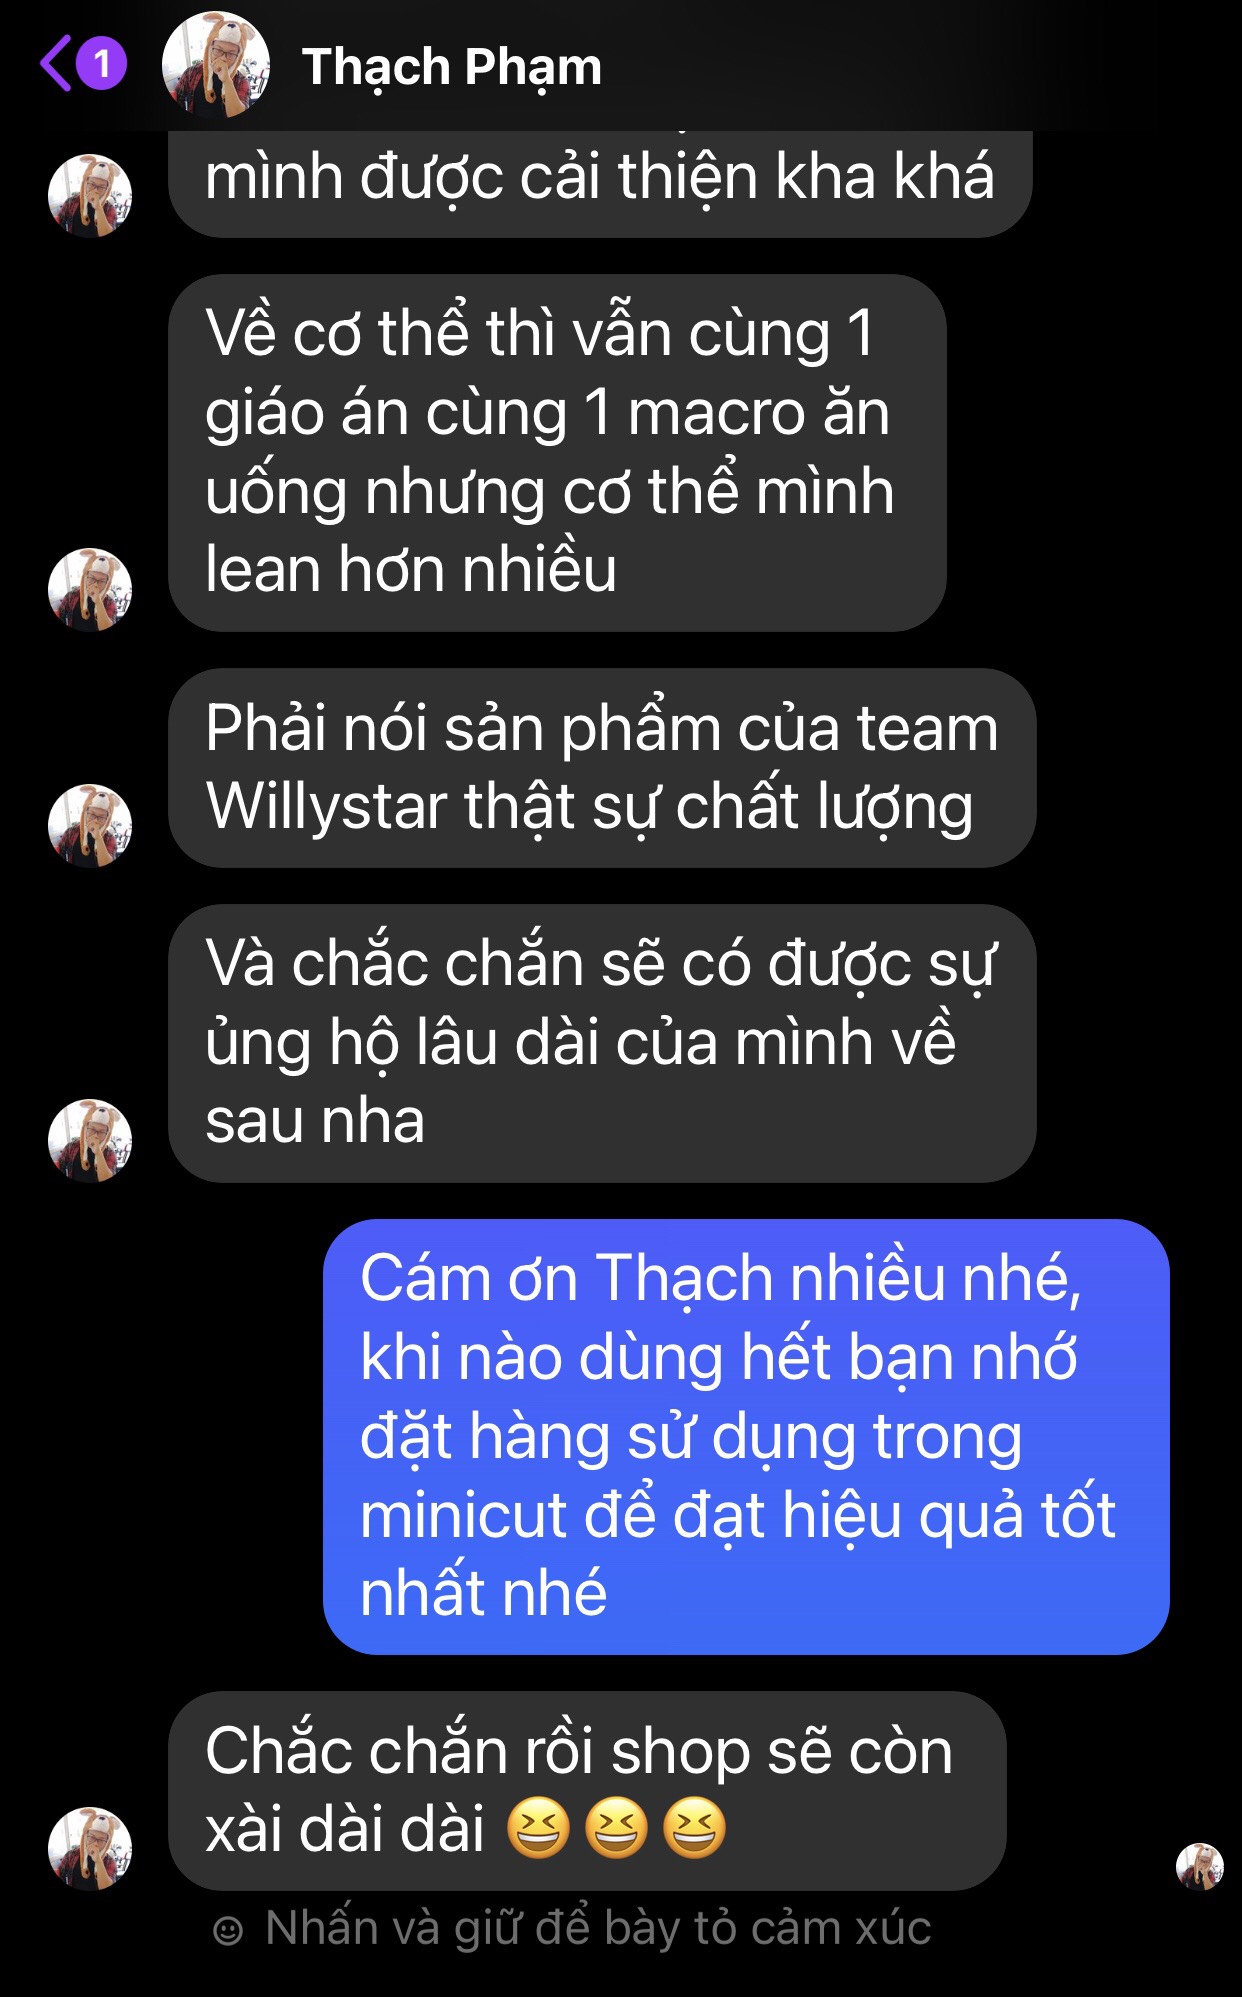 1
Thạch Phạm
mình được cải thiện kha khá
Về cơ thể thì vẫn cùng 1
giáo án cùng 1 macro ăn
uống nhưng cơ thể mình
lean hơn nhiều
Phải nói sản phẩm của team
Willystar thật sự chất lượng
Và chắc chắn sẽ có được sự
ủng hộ lâu dài của mình về
sau nha
Cám ơn Thạch nhiều nhé,
khi nào dùng hết bạn nhớ
đặt hàng sử dụng trong
minicut để đạt hiệu quả tốt
nhất nhé
Chắc chắn rồi shop sẽ còn
xài dài dài 😆😆😆
Nhấn và giữ để bày tỏ cảm xúc